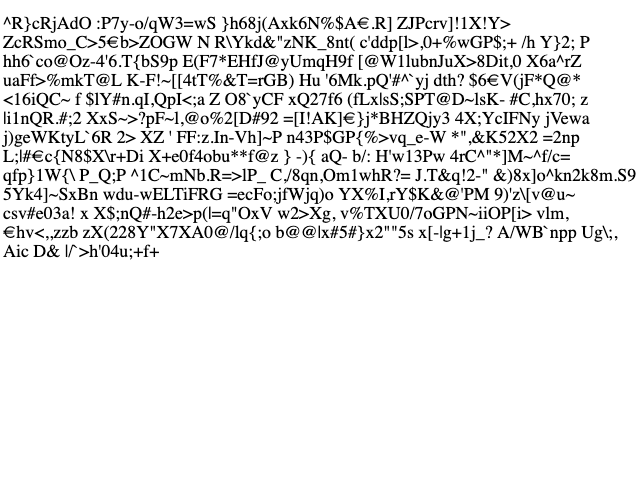 ^R}cRjAdO :P7y-o/qW3=wS }h68j(Axk6N%$A€.R] ZJPcrv]!1X!Y>
ZcRSmo_C>5€b>ZOGW N R\Ykd&"zNK_8nt( c'ddp[l>,0+%wGP$;+ /h Y}2; P
hh6`co@Oz-4'6.T{bS9p E(F7*EHfJ@yUmqH9f [@W1lubnJuX>8Dit,0 X6a^rZ
uaFf>%mkT@L K-F!~[[4tT%&T=rGB) Hu '6Mk.pQ'#^`yj dth? $6€V(jF*Q@*
<16iQC~ f $lY#n.qI,QpI<;a Z O8`yCF xQ27f6 (fLx|sS;SPT@D~lsK- #C,hx70; z
|i1nQR.#;2 XxS~>?pF~l,@o%2[D#92 =[I!AK]€}j*BHZQjy3 4X;YcIFNy jVewa
j)geWKtyL`6R 2> XZ ' FF:z.In-Vh]~P n43P$GP{%>vq_e-W *",&K52X2 =2np
L;|#€c{N8$X\r+Di X+e0f4obu**f@z } -){ aQ- b/: H'w13Pw 4rC^"*]M~^f/c=
qfp}1W{\ P_Q;P ^1C~mNb.R=>lP_ C,/8qn,Om1whR?= J.T&q!2-" &)8x]o^kn2k8m.S9
5Yk4]~SxBn wdu-wELTiFRG =ecFo;jfWjq)o YX%I,rY$K&@'PM 9)'z\[v@u~
csv#e03a! x X$;nQ#-h2e>p(|=q"OxV w2>Xg, v%TXU0/7oGPN~iiOP[i> vlm,
€hv<,,zzb zX(228Y"X7XA0@/lq{;o b@@|x#5#}x2""5s x[-|g+1j_? A/WB`npp Ug\;,
Aic D& |/`>h'04u;+f+